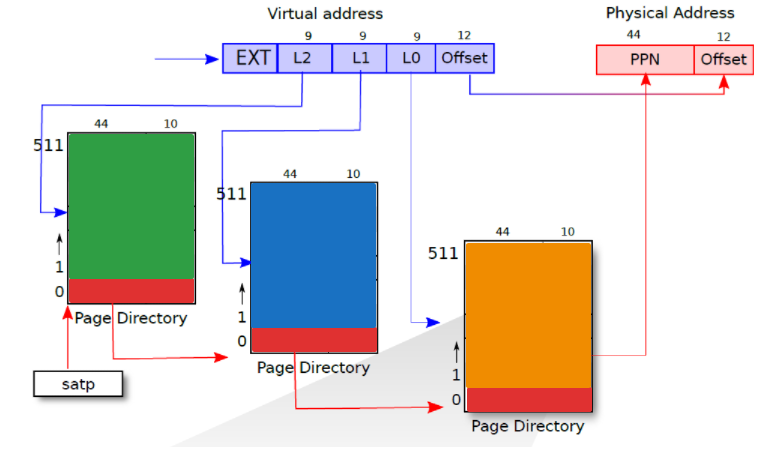 Virtual address
Physical Address
9 9 9 12
44 12
EXT L2 L1 L0 Offset
PPN Offset
44 10
511
1
0
Page Directory
satp
44 10
511
1
0
Page Directory
44 10
511
1
0
Page Directory